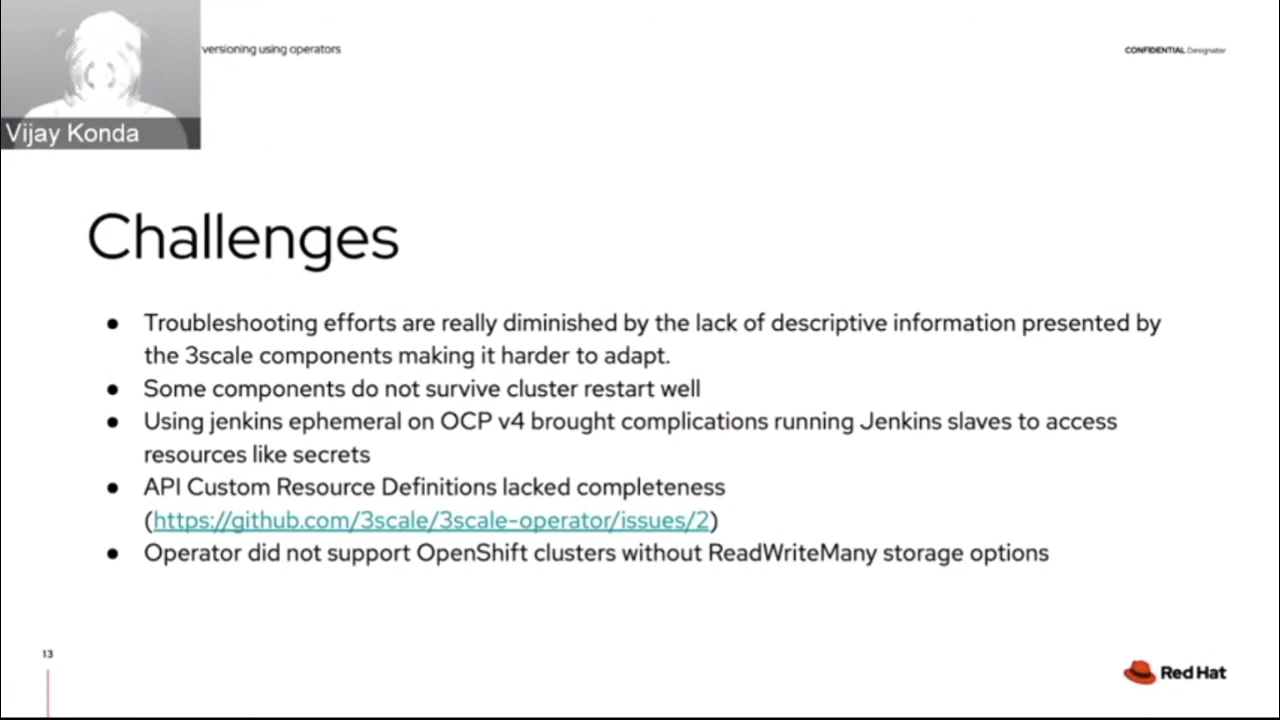 versioning using operators
CONFIDENTIAL Designator
Vijay Konda
Challenges
● Troubleshooting efforts are really diminished by the lack of descriptive information presented by
the 3scale components making it harder to adapt.
● Some components do not survive cluster restart well
● Using jenkins ephemeral on OCP v4 brought complications running Jenkins slaves to access
resources like secrets
● API Custom Resource Definitions lacked completeness
(https://github.com/3scale/3scale-operator/issues/2)
● Operator did not support OpenShift clusters without ReadWriteMany storage options
13
Red Hat